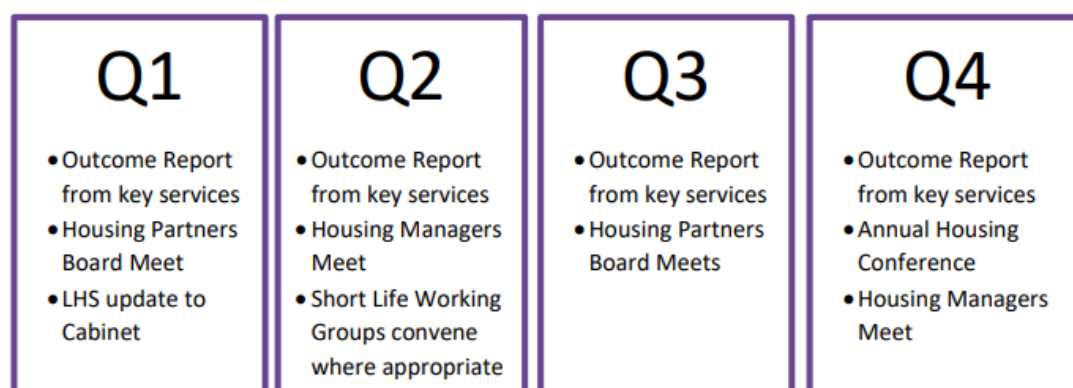 Q1
• Outcome Report
from key services
• Housing Partners
Board Meet
• LHS update to
Cabinet
Q2
• Outcome Report
from key services
• Housing Managers
Meet
• Short Life Working
Groups convene
where appropriate
Q3
• Outcome Report
from key services
• Housing Partners
Board Meets
Q4
• Outcome Report
from key services
• Annual Housing
Conference
• Housing Managers
Meet